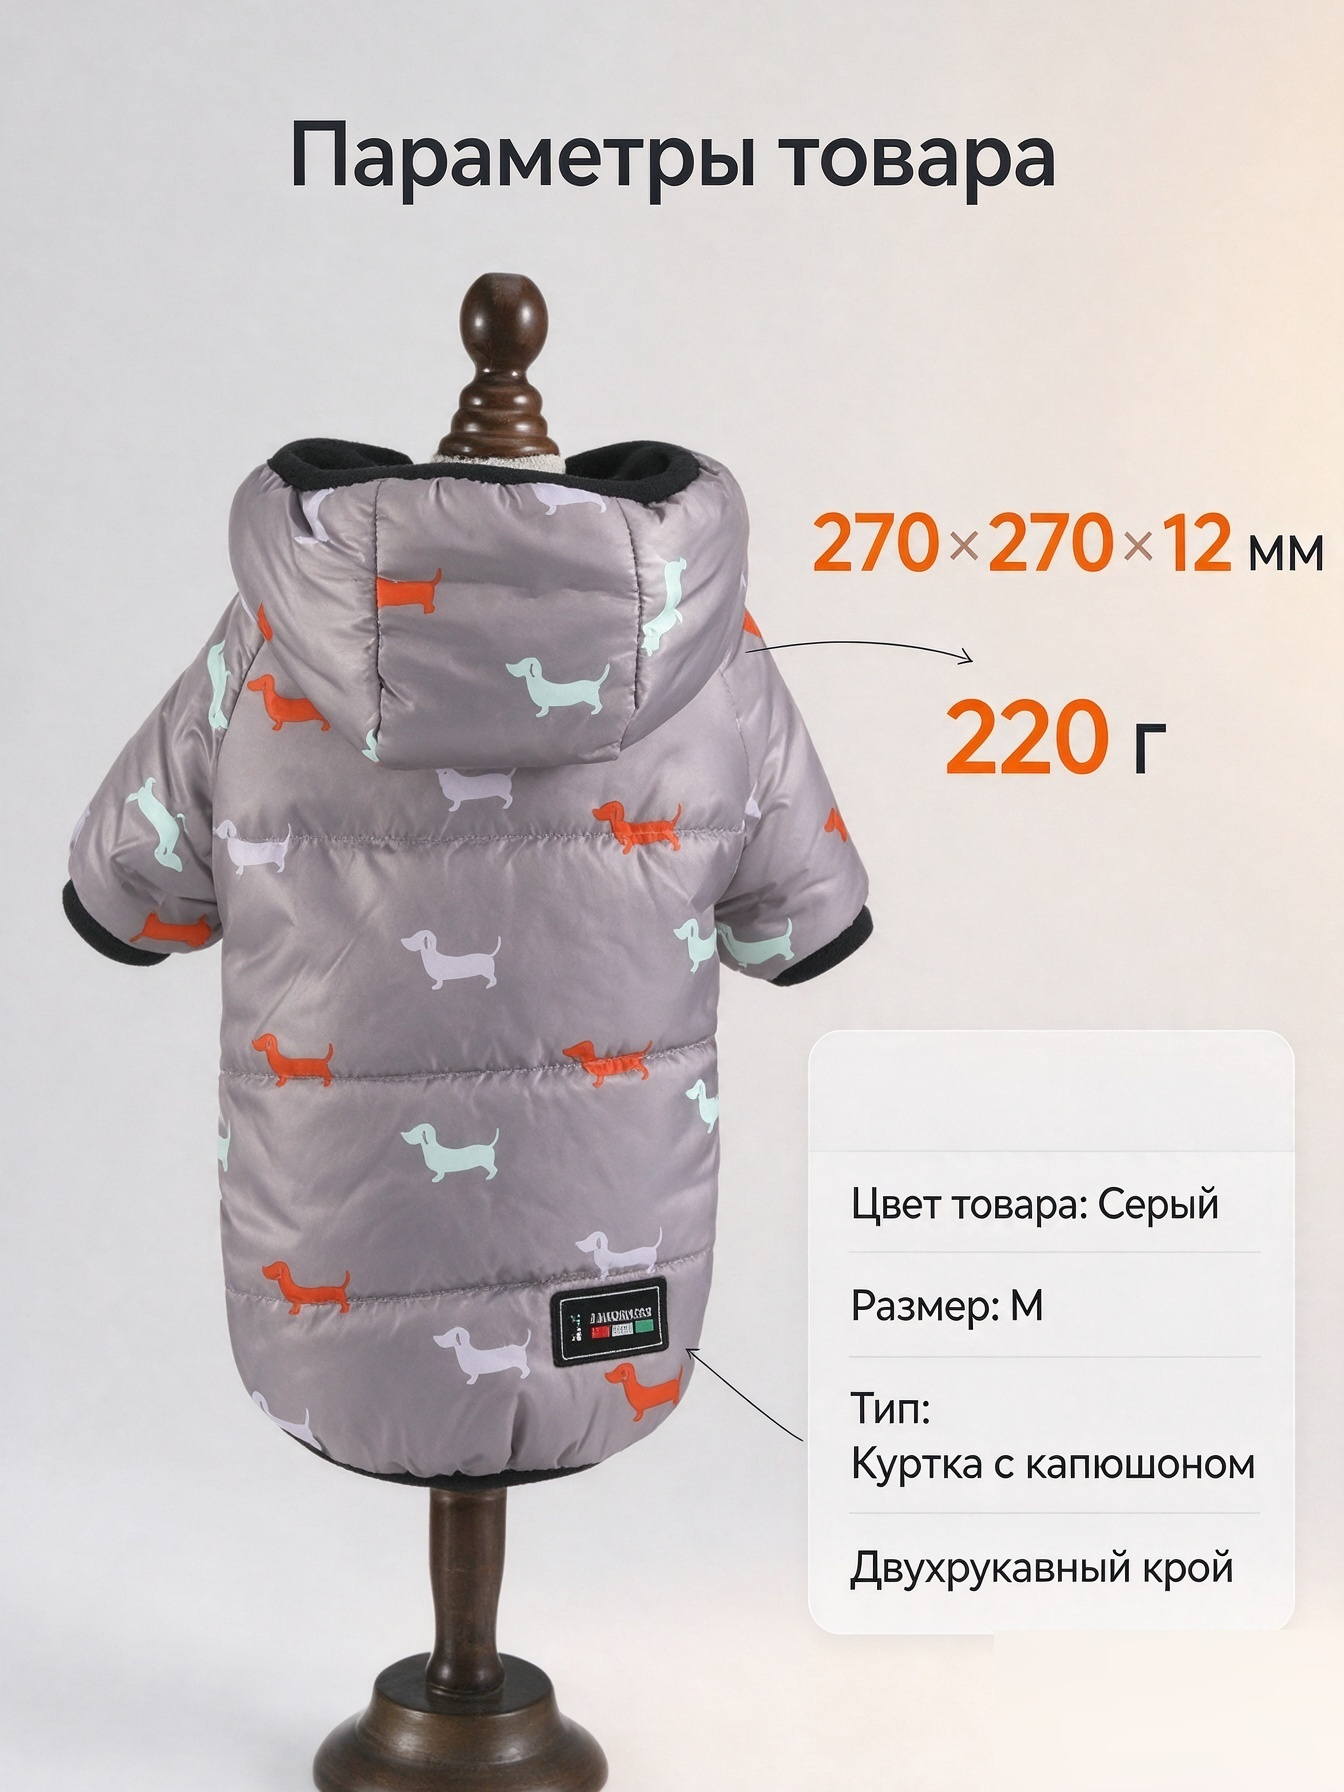 Параметры товара
270×270×12 мм
220 г
Цвет товара: Серый
Размер: M
Тип:
Куртка с капюшоном
Двухрукавный крой